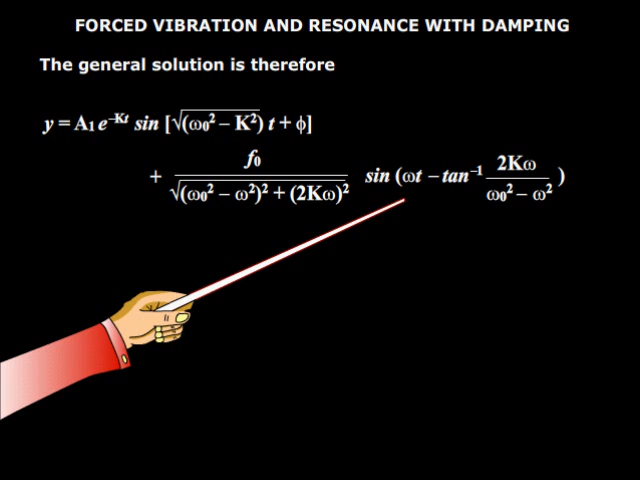 FORCED VIBRATION AND RESONANCE WITH DAMPING
The general solution is therefore
y = A₁ e⁻ᴷᵗ sin [√(ω₀² – K²) t + ϕ]
+ f₀ / √(ω₀² – ω²)² + (2Kω)² sin (ωt – tan⁻¹ 2Kω / ω₀² – ω² )